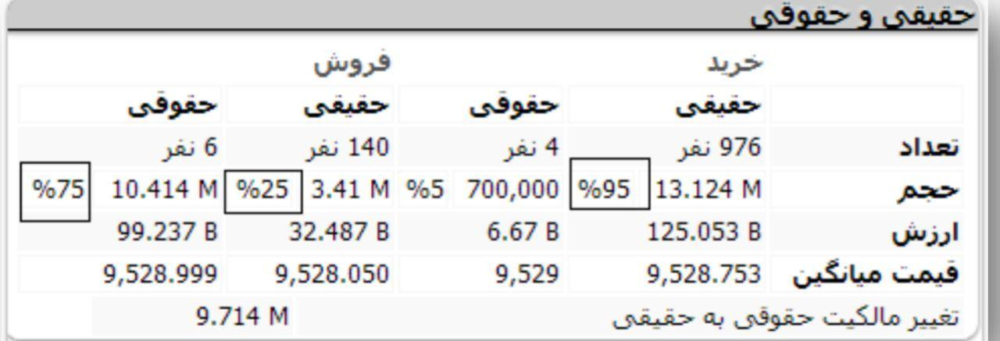 حقیقی و حقوقی
خرید فروش
حقیقی حقوقی حقیقی حقوقی
تعداد 976 نفر 4 نفر 140 نفر 6 نفر
حجم 13.124 M %95 700,000 %5 3.41 M %25 10.414 M %75
ارزش 125.053 B 6.67 B 32.487 B 99.237 B
قیمت میانگین 9,528.753 9,529 9,528.050 9,528.999
تغییر مالکیت حقوقی به حقیقی 9.714 M